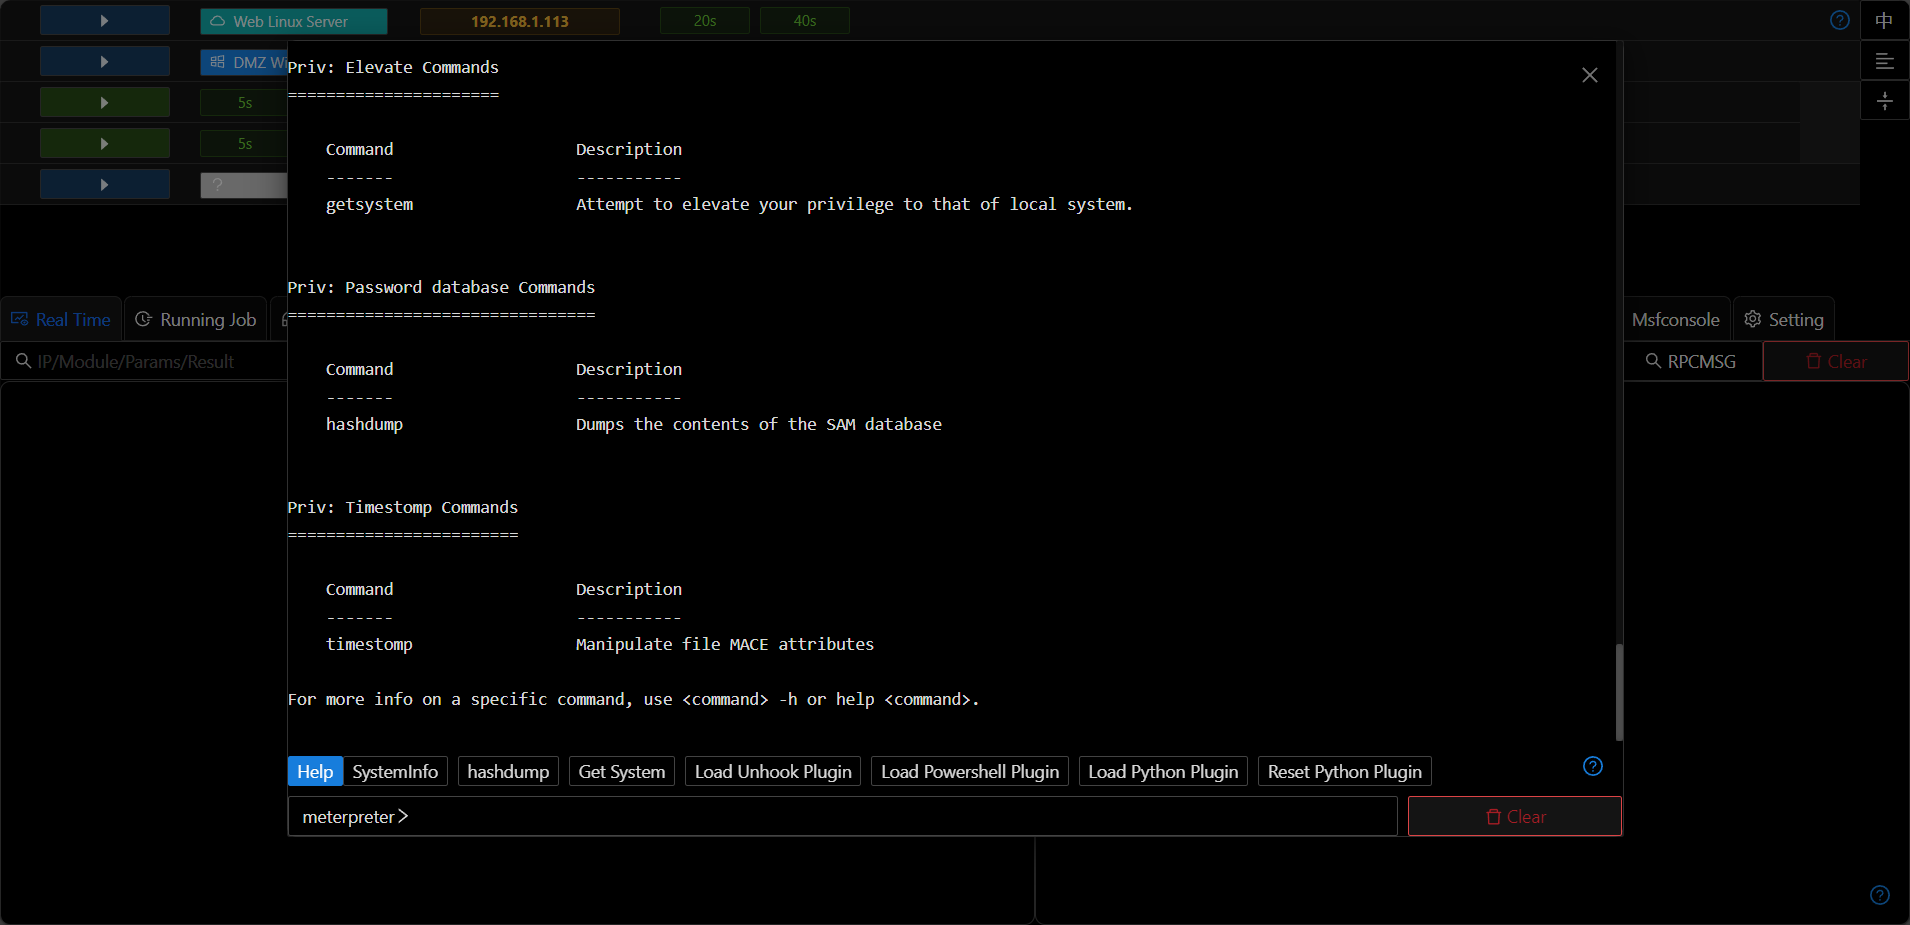 Web Linux Server 192.168.1.113 20s 40s 中
DMZ Wi
5s
5s
?
Priv: Elevate Commands
======================
Command Description
------- -----------
getsystem Attempt to elevate your privilege to that of local system.
Priv: Password database Commands
================================
Real Time Running Job Msfconsole Setting
IP/Module/Params/Result RPCMSG Clear
Command Description
------- -----------
hashdump Dumps the contents of the SAM database
Priv: Timestomp Commands
========================
Command Description
------- -----------
timestomp Manipulate file MACE attributes
For more info on a specific command, use <command> -h or help <command>.
Help SystemInfo hashdump Get System Load Unhook Plugin Load Powershell Plugin Load Python Plugin Reset Python Plugin
meterpreter> Clear